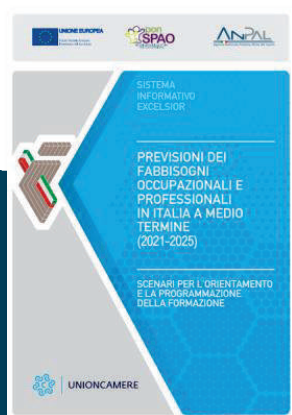 UNIONE EUROPEA
pon
SPAO
ANPAL
SISTEMA
INFORMATIVO
EXCELSIOR
PREVISIONI DEI
FABBISOGNI
OCCUPAZIONALI E
PROFESSIONALI
IN ITALIA A MEDIO
TERMINE
(2021-2025)
SCENARI PER L'ORIENTAMENTO
E LA PROGRAMMAZIONE
DELLA FORMAZIONE
UNIONCAMERE